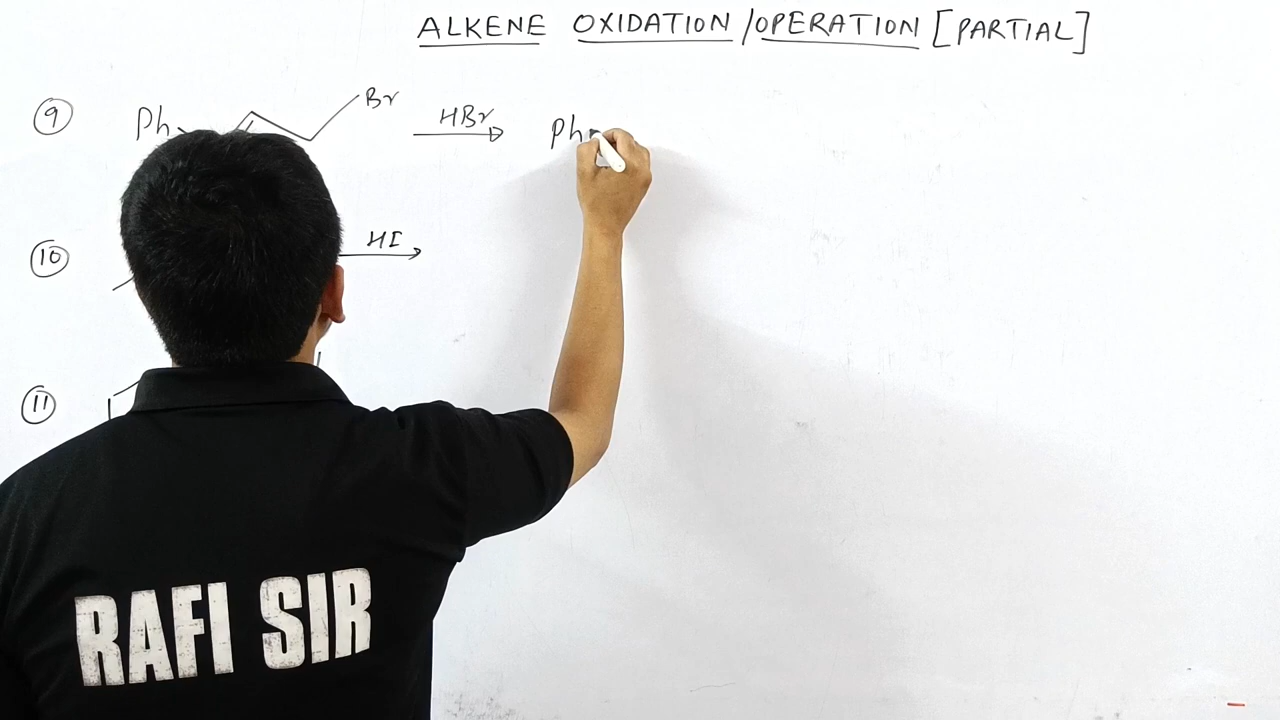 ALKENE OXIDATION/OPERATION [PARTIAL]
9 Ph Br HBr Ph
10 HI
11
RAFI SIR